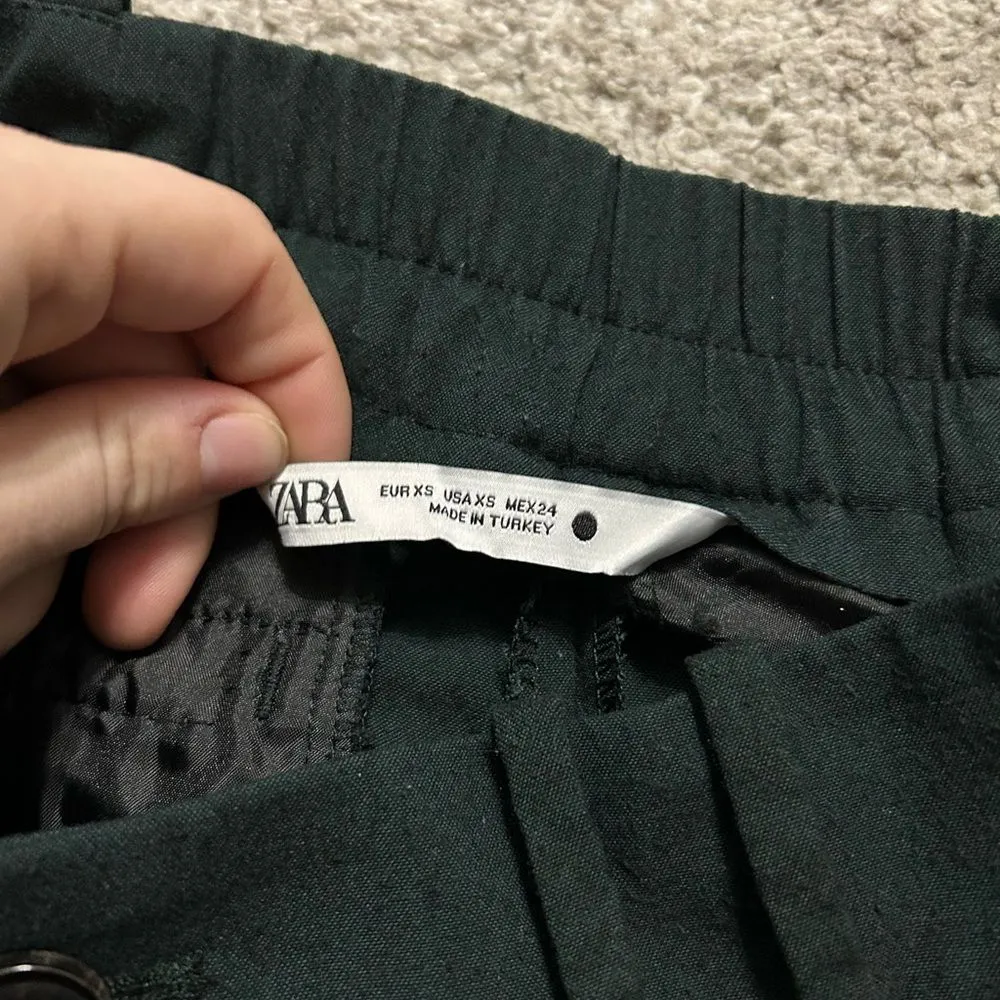 ZARA
EUR XS USA XS MEX 24
MADE IN TURKEY